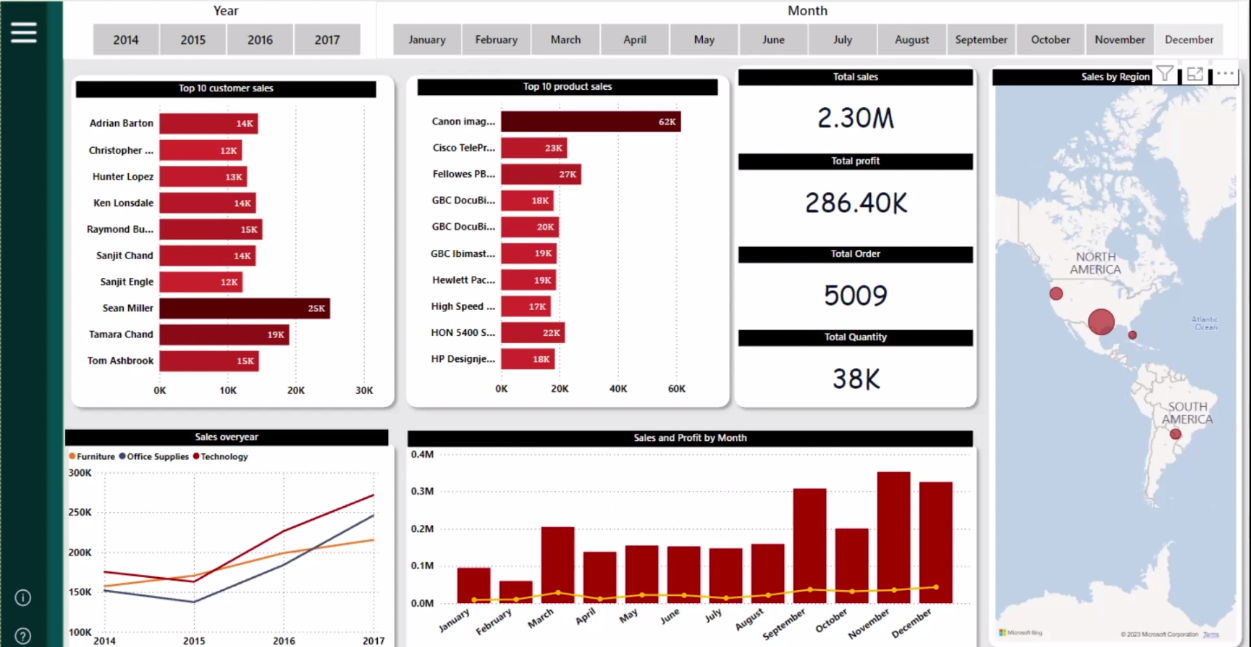 Year
Month
2014 2015 2016 2017
January February March April May June July August September October November December
Top 10 customer sales
Adrian Barton 14K
Christopher ... 12K
Hunter Lopez 13K
Ken Lonsdale 14K
Raymond Bu... 15K
Sanjit Chand 14K
Sanjit Engle 12K
Sean Miller 25K
Tamara Chand 19K
Tom Ashbrook 15K
0K 10K 20K 30K
Top 10 product sales
Canon imag... 62K
Cisco TelePr... 23K
Fellowes PB... 27K
GBC DocuBi... 18K
GBC DocuBi... 20K
GBC Ibimast... 19K
Hewlett Pac... 19K
High Speed ... 17K
HON 5400 S... 22K
HP Designje... 18K
0K 20K 40K 60K
Total sales
2.30M
Total profit
286.40K
Total Order
5009
Total Quantity
38K
Sales by Region
NORTH
AMERICA
Atlantic
Ocean
SOUTH
AMERICA
Microsoft Bing
© 2023 Microsoft Corporation Terms
Sales overyear
Furniture Office Supplies Technology
300K
250K
200K
150K
100K
2014 2015 2016 2017
Sales and Profit by Month
0.4M
0.3M
0.2M
0.1M
0.0M
January February March April May June July August September October November December